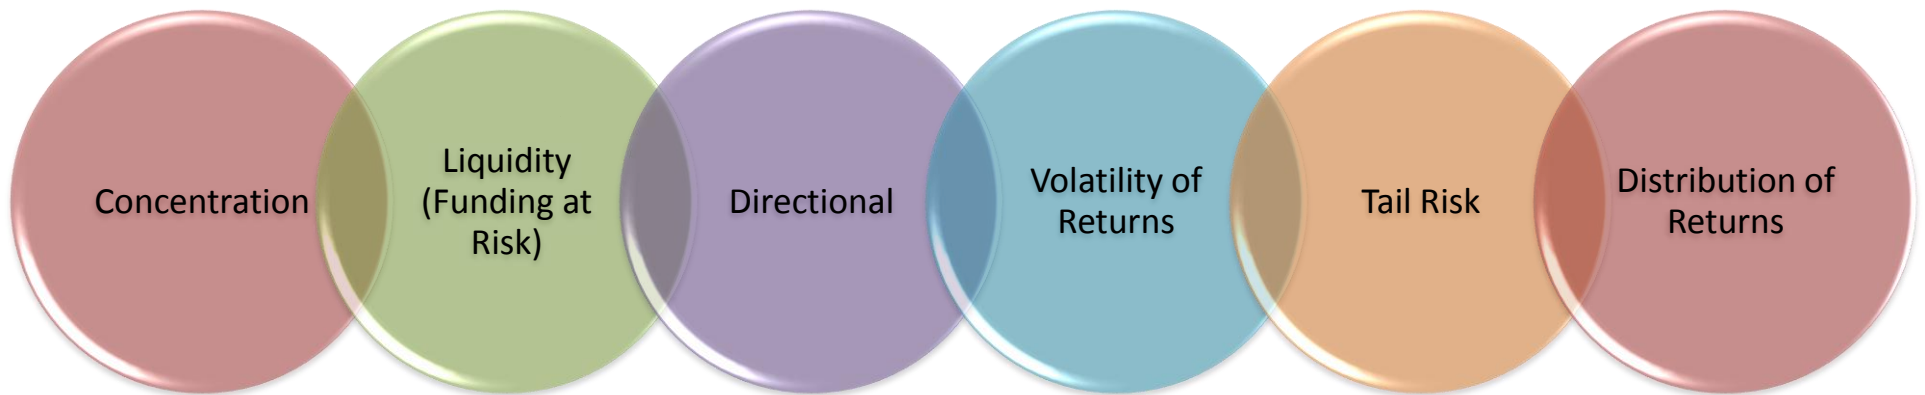 Concentration
Liquidity
(Funding at
Risk)
Directional
Volatility of
Returns
Tail Risk
Distribution of
Returns